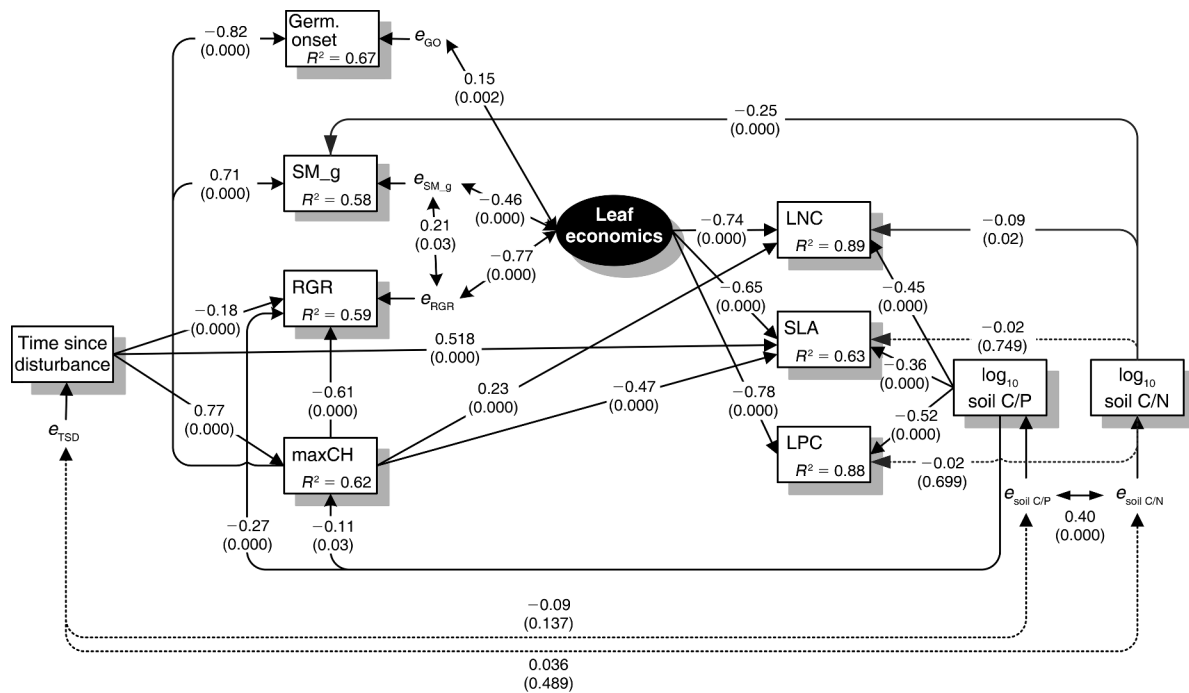 −0.82
(0.000)
Germ.
onset
R² = 0.67
e GO
0.15
(0.002)
−0.25
(0.000)
0.71
(0.000)
SM_g
R² = 0.58
e SM_g
−0.46
(0.000)
0.21
(0.03)
−0.77
(0.000)
Leaf
economics
−0.74
(0.000)
LNC
R² = 0.89
−0.09
(0.02)
−0.18
(0.000)
RGR
R² = 0.59
e RGR
−0.65
(0.000)
−0.45
(0.000)
Time since
disturbance
0.518
(0.000)
SLA
R² = 0.63
−0.02
(0.749)
−0.36
(0.000)
log₁₀
soil C/P
log₁₀
soil C/N
0.77
(0.000)
−0.61
(0.000)
0.23
(0.000)
−0.47
(0.000)
−0.78
(0.000)
−0.52
(0.000)
e TSD
maxCH
R² = 0.62
LPC
R² = 0.88
−0.02
(0.699)
−0.27
(0.000)
−0.11
(0.03)
e soil C/P
e soil C/N
0.40
(0.000)
−0.09
(0.137)
0.036
(0.489)